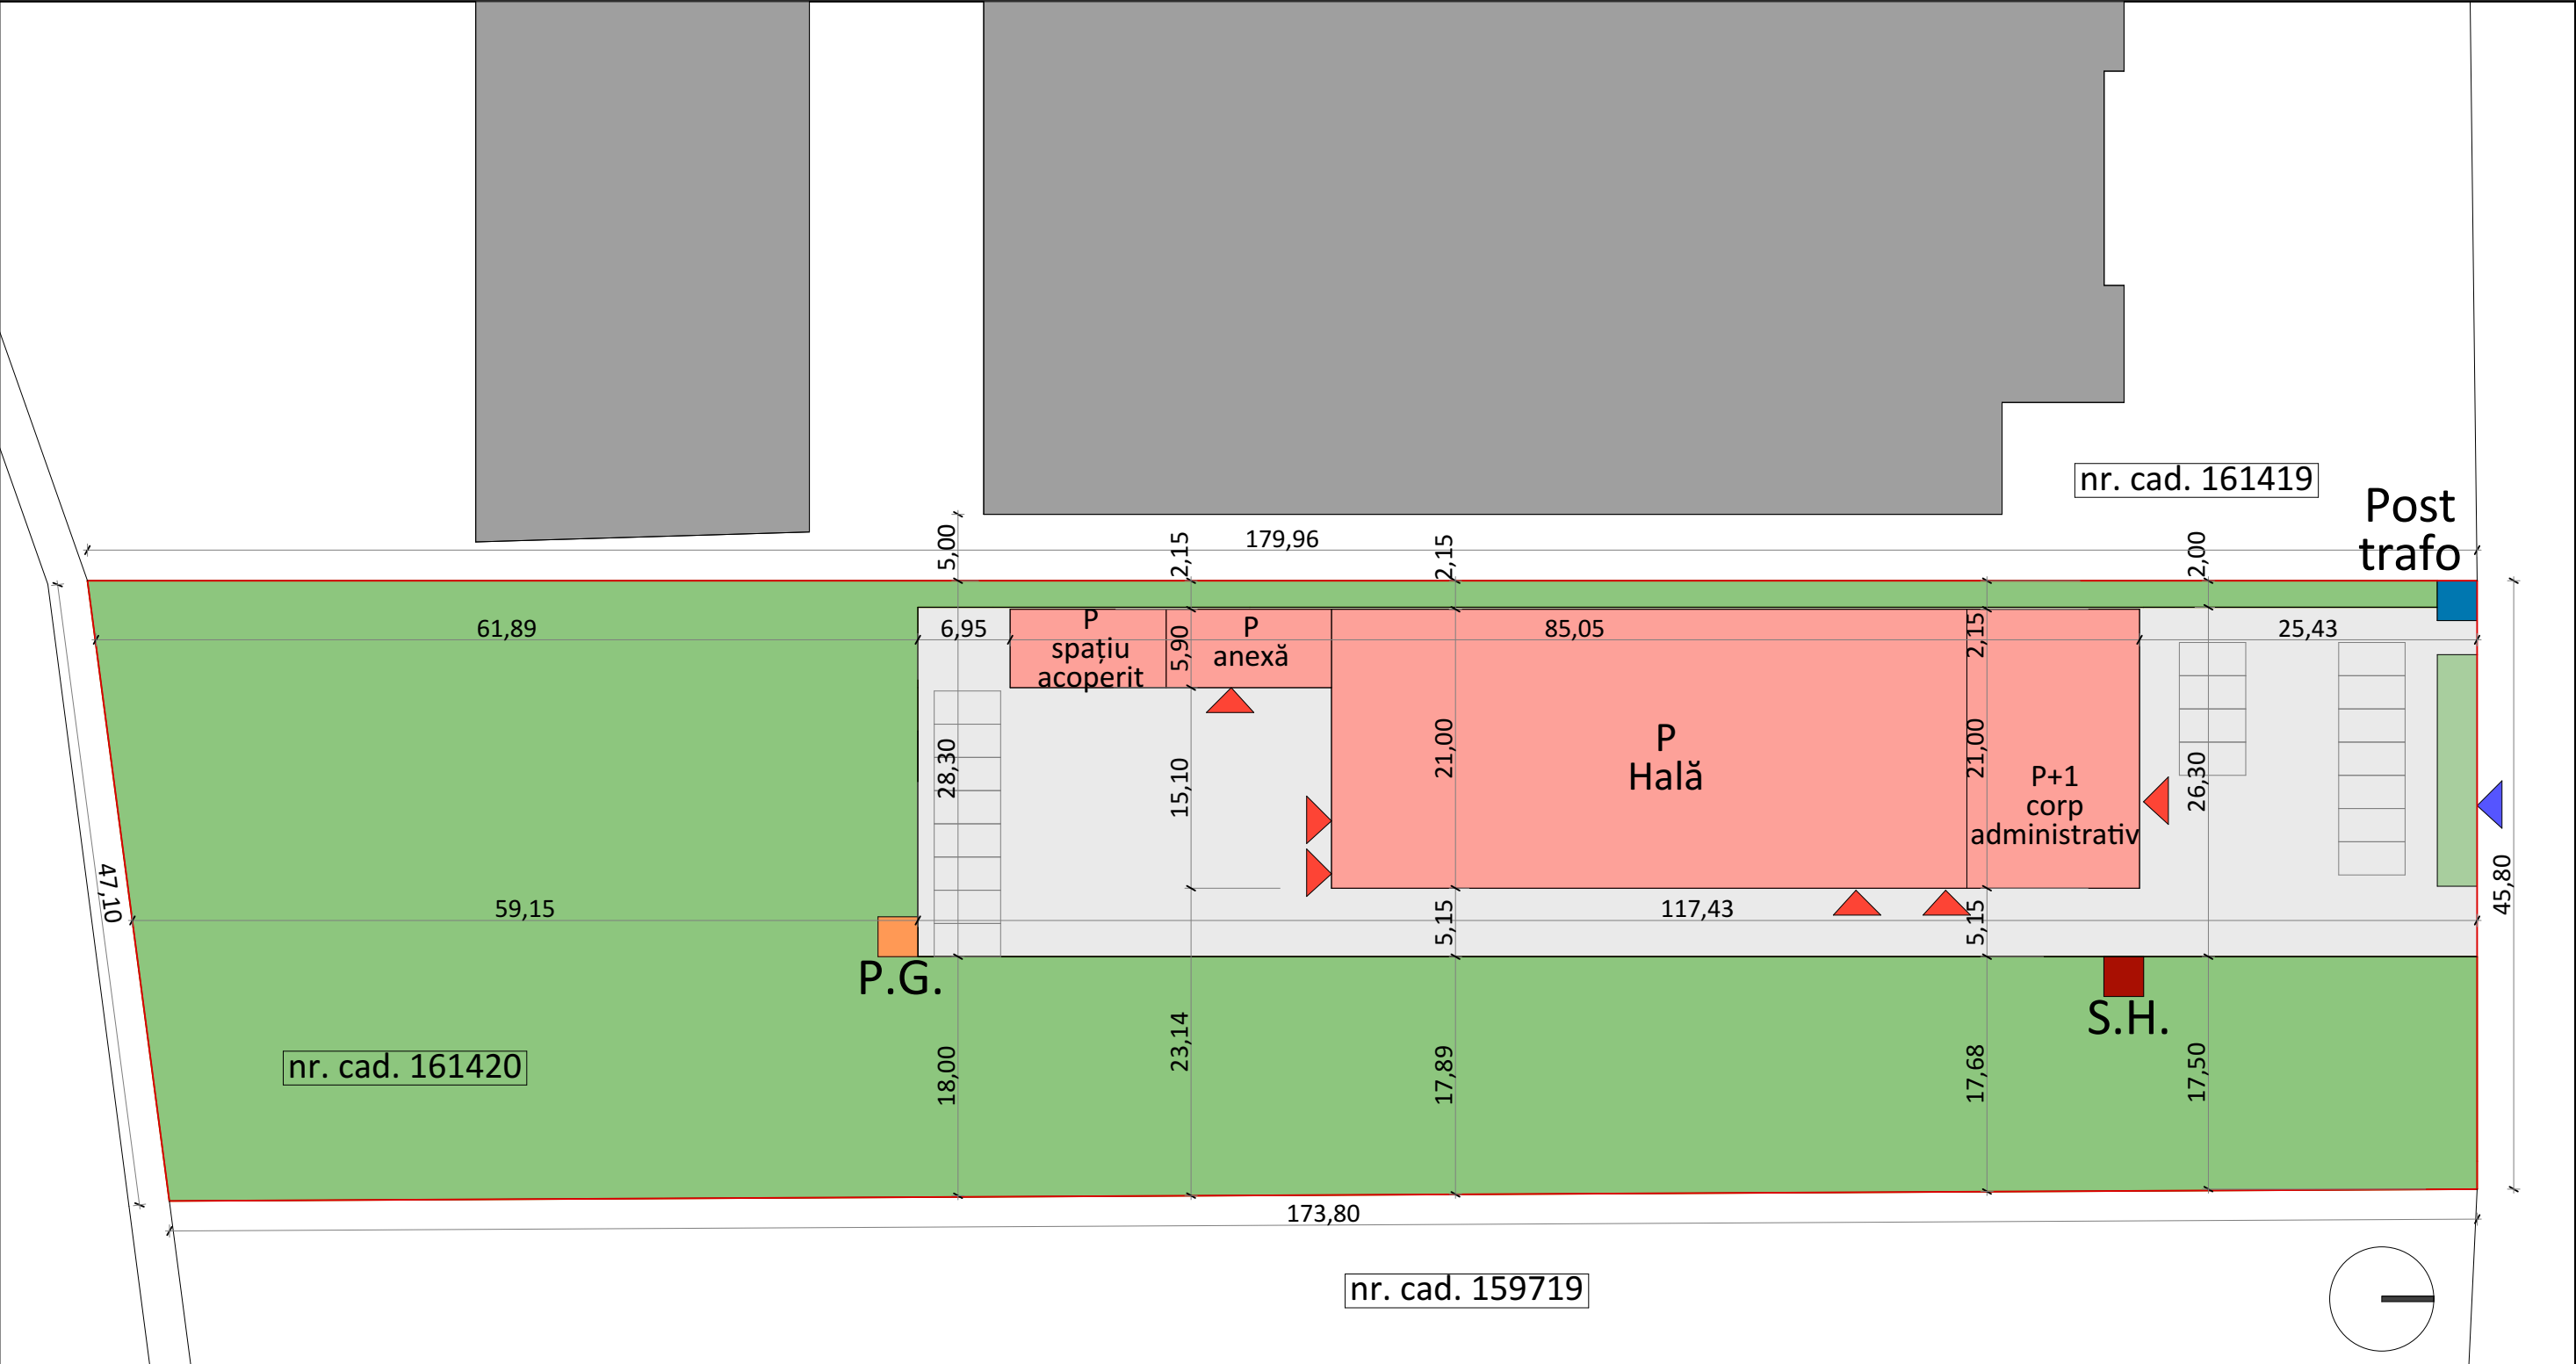 nr. cad. 161419
Post
trafo
5,00
2,15
179,96
2,15
2,00
61,89
6,95
P
spațiu
acoperit
5,90
P
anexă
85,05
2,15
25,43
28,30
15,10
21,00
P
Hală
21,00
P+1
corp
administrativ
26,30
47,10
59,15
5,15
117,43
5,15
45,80
P.G.
S.H.
nr. cad. 161420
18,00
23,14
17,89
17,68
17,50
173,80
nr. cad. 159719